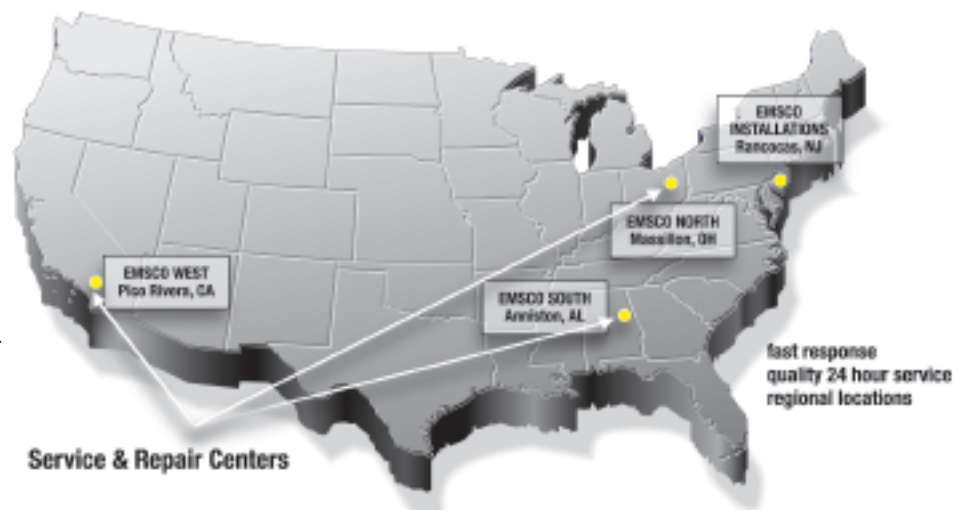 EMSCO
INSTALLATIONS
Rancocas, NJ
EMSCO NORTH
Massillon, OH
EMSCO WEST
Pico Rivera, CA
EMSCO SOUTH
Anniston, AL
fast response
quality 24 hour service
regional locations
Service & Repair Centers